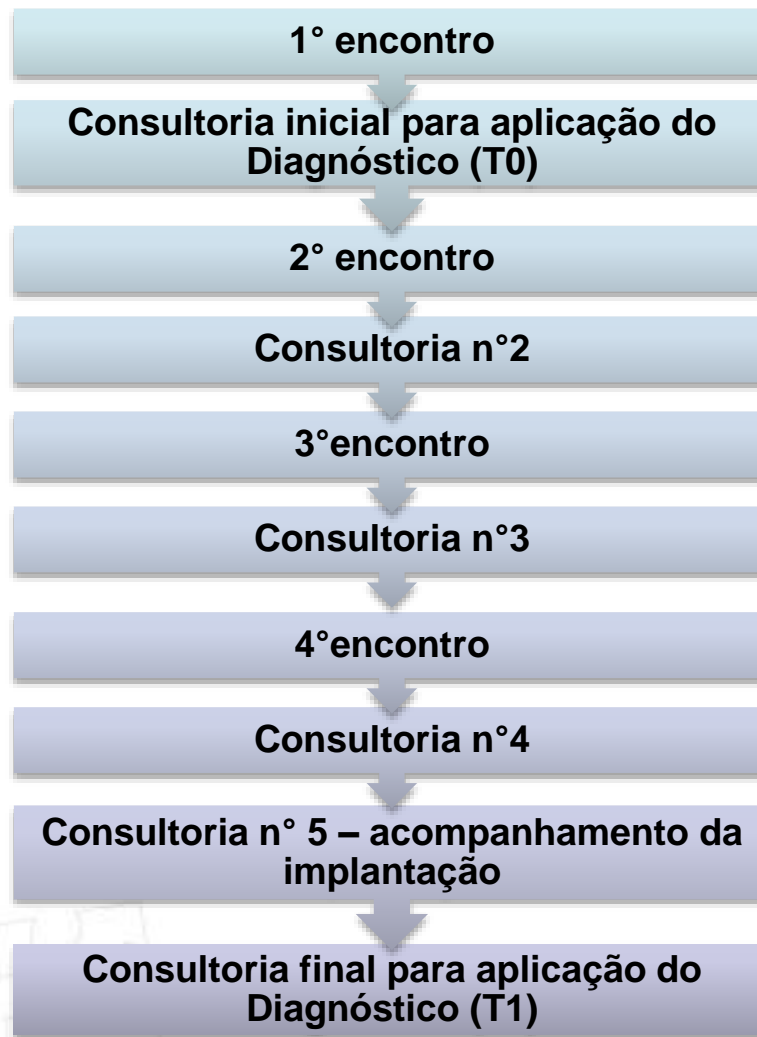 1° encontro
Consultoria inicial para aplicação do
Diagnóstico (T0)
2° encontro
Consultoria n°2
3°encontro
Consultoria n°3
4°encontro
Consultoria n°4
Consultoria n° 5 – acompanhamento da
implantação
Consultoria final para aplicação do
Diagnóstico (T1)